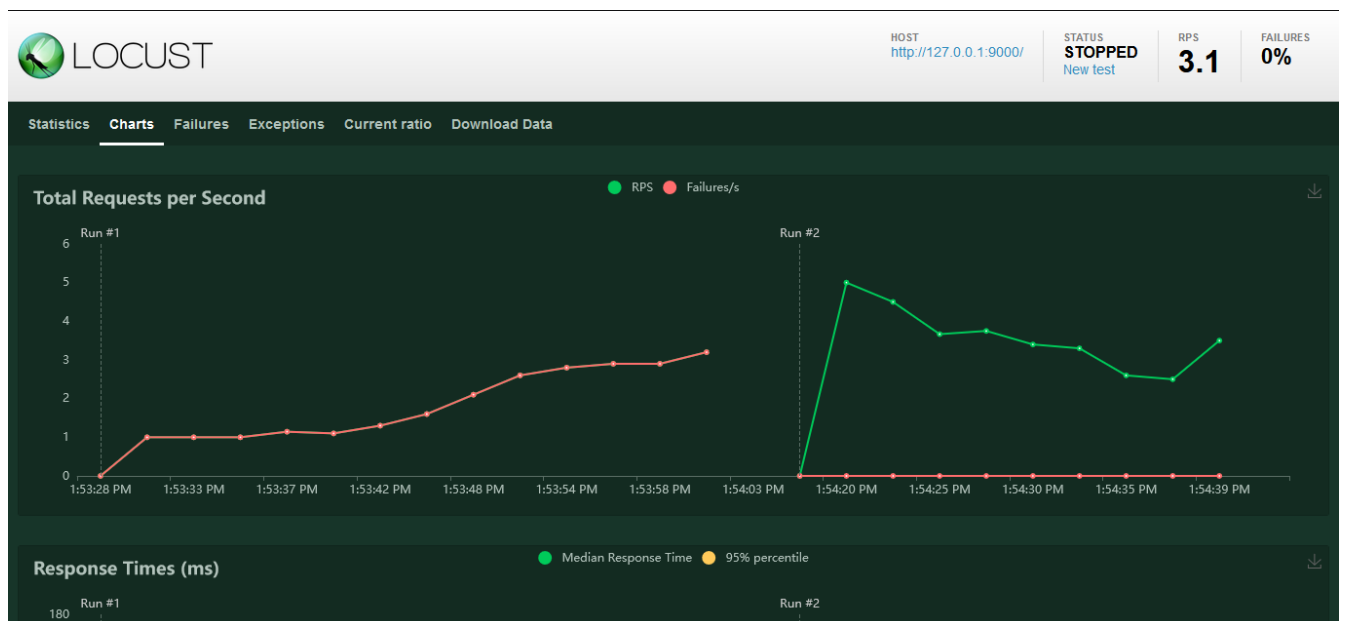 LOCUST
HOST
http://127.0.0.1:9000/
STATUS
STOPPED
New test
RPS
3.1
FAILURES
0%
Statistics Charts Failures Exceptions Current ratio Download Data
Total Requests per Second
RPS Failures/s
Run #1 Run #2
6
5
4
3
2
1
0
1:53:28 PM 1:53:33 PM 1:53:37 PM 1:53:42 PM 1:53:48 PM 1:53:54 PM 1:53:58 PM 1:54:03 PM 1:54:20 PM 1:54:25 PM 1:54:30 PM 1:54:35 PM 1:54:39 PM
Response Times (ms)
Median Response Time 95% percentile
Run #1 Run #2
180